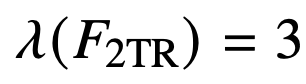 λ(F₂TR) = 3